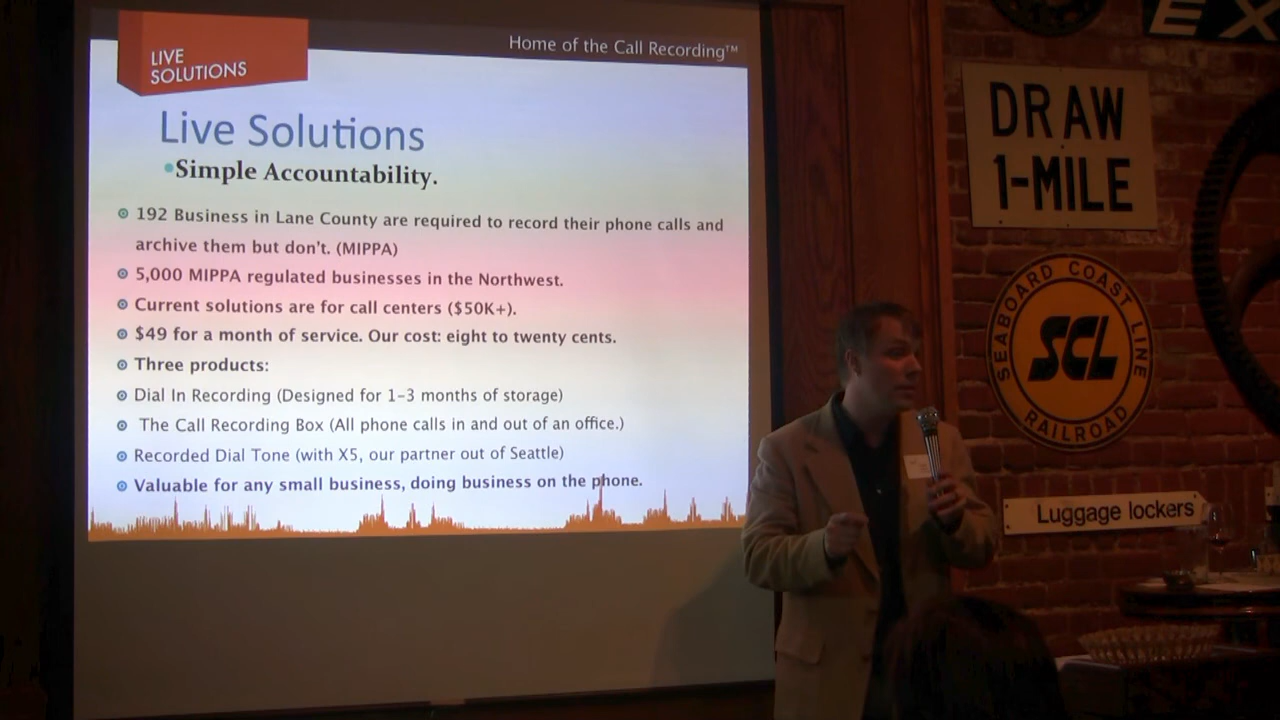 LIVE
SOLUTIONS
Home of the Call Recording™
Live Solutions
•Simple Accountability.
192 Business in Lane County are required to record their phone calls and
archive them but don't. (MIPPA)
5,000 MIPPA regulated businesses in the Northwest.
Current solutions are for call centers ($50K+).
$49 for a month of service. Our cost: eight to twenty cents.
Three products:
Dial In Recording (Designed for 1-3 months of storage)
The Call Recording Box (All phone calls in and out of an office.)
Recorded Dial Tone (with X5, our partner out of Seattle)
Valuable for any small business, doing business on the phone.
EX
DRAW
1-MILE
SEABOARD COAST LINE
SCL
RAILROAD
Luggage lockers